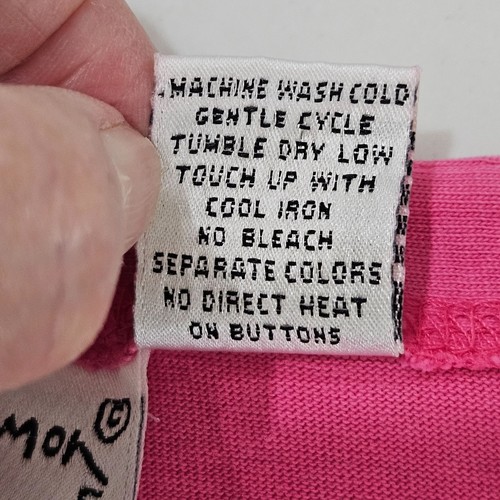 MACHINE WASH COLD
GENTLE CYCLE
TUMBLE DRY LOW
TOUCH UP WITH
COOL IRON
NO BLEACH
SEPARATE COLORS
NO DIRECT HEAT
ON BUTTONS
©